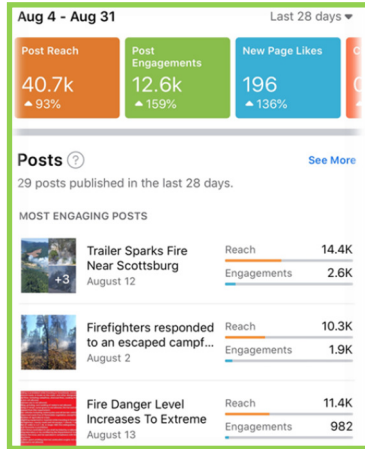 Aug 4 - Aug 31
Last 28 days
Post Reach
Post
Engagements
New Page Likes
40.7k
12.6k
196
93%
159%
136%
Posts ?
See More
29 posts published in the last 28 days.
MOST ENGAGING POSTS
Trailer Sparks Fire
Near Scottsburg
August 12
+3
Reach 14.4K
Engagements 2.6K
Firefighters responded
to an escaped campf...
August 2
Reach 10.3K
Engagements 1.9K
Fire Danger Level
Increases To Extreme
August 13
Reach 11.4K
Engagements 982